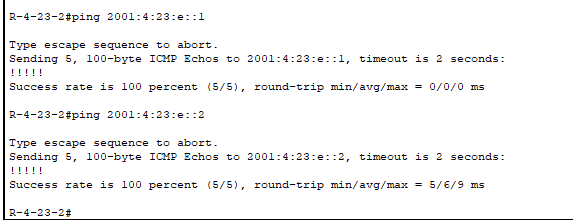 R-4-23-2#ping 2001:4:23:e::1
Type escape sequence to abort.
Sending 5, 100-byte ICMP Echos to 2001:4:23:e::1, timeout is 2 seconds:
!!!!!
Success rate is 100 percent (5/5), round-trip min/avg/max = 0/0/0 ms
R-4-23-2#ping 2001:4:23:e::2
Type escape sequence to abort.
Sending 5, 100-byte ICMP Echos to 2001:4:23:e::2, timeout is 2 seconds:
!!!!!
Success rate is 100 percent (5/5), round-trip min/avg/max = 5/6/9 ms
R-4-23-2#